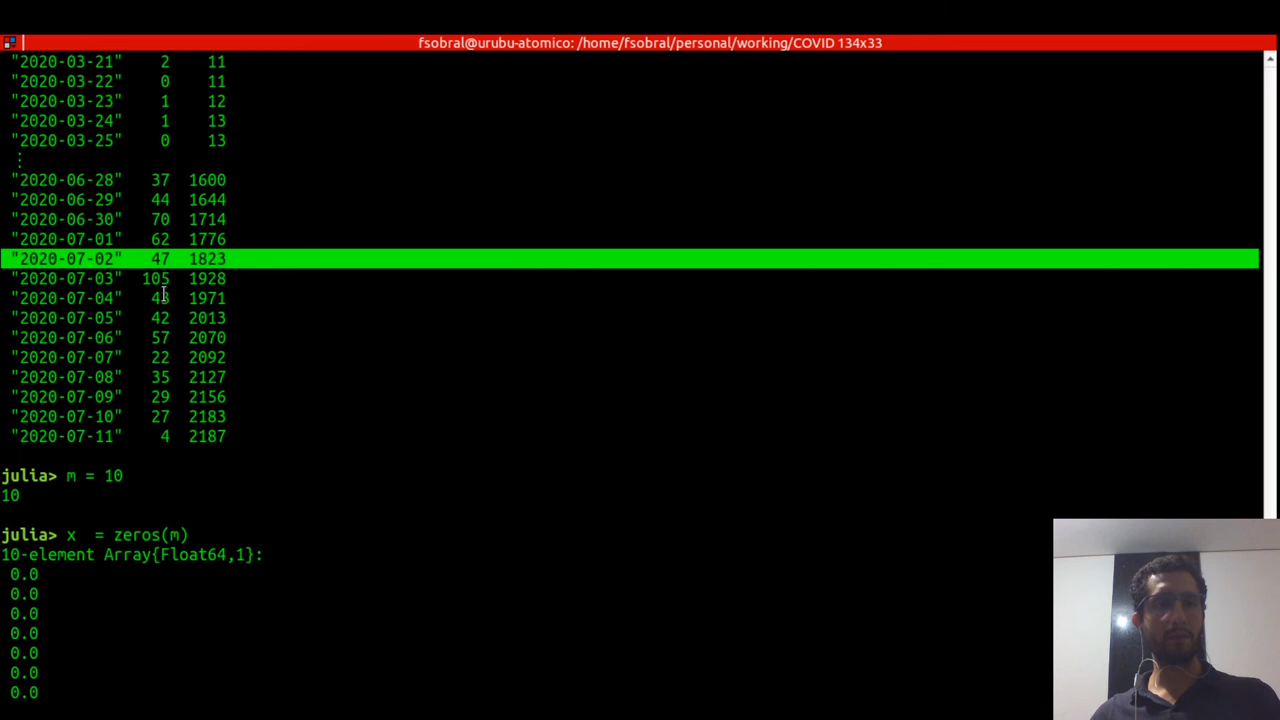 fsobral@urubu-atomico: /home/fsobral/personal/working/COVID 134x33
"2020-03-21" 2 11
"2020-03-22" 0 11
"2020-03-23" 1 12
"2020-03-24" 1 13
"2020-03-25" 0 13
⋮
"2020-06-28" 37 1600
"2020-06-29" 44 1644
"2020-06-30" 70 1714
"2020-07-01" 62 1776
"2020-07-02" 47 1823
"2020-07-03" 105 1928
"2020-07-04" 43 1971
"2020-07-05" 42 2013
"2020-07-06" 57 2070
"2020-07-07" 22 2092
"2020-07-08" 35 2127
"2020-07-09" 29 2156
"2020-07-10" 27 2183
"2020-07-11" 4 2187
julia> m = 10
10
julia> x  = zeros(m)
10-element Array{Float64,1}:
0.0
0.0
0.0
0.0
0.0
0.0
0.0